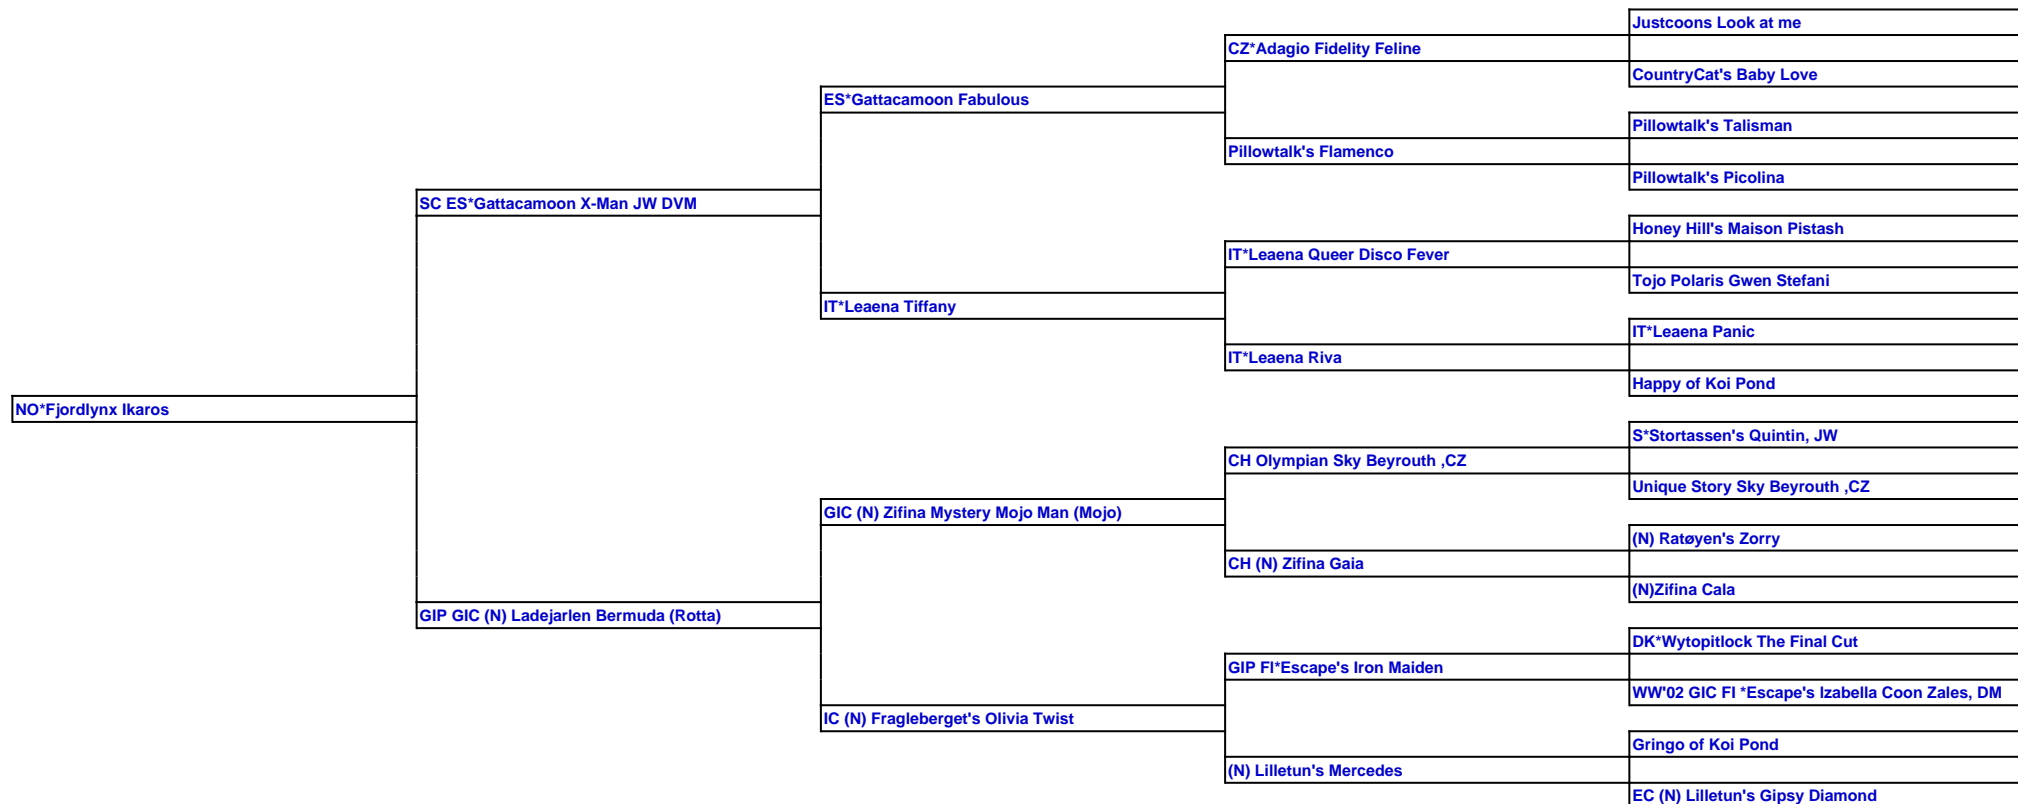 Justcoons Look at me
CZ*Adagio Fidelity Feline
CountryCat's Baby Love
ES*Gattacamoon Fabulous
Pillowtalk's Talisman
Pillowtalk's Flamenco
Pillowtalk's Picolina
SC ES*Gattacamoon X-Man JW DVM
Honey Hill's Maison Pistash
IT*Leaena Queer Disco Fever
Tojo Polaris Gwen Stefani
IT*Leaena Tiffany
IT*Leaena Panic
IT*Leaena Riva
Happy of Koi Pond
NO*Fjordlynx Ikaros
S*Stortassen's Quintin, JW
CH Olympian Sky Beyrouth ,CZ
Unique Story Sky Beyrouth ,CZ
GIC (N) Zifina Mystery Mojo Man (Mojo)
(N) Ratøyen's Zorry
CH (N) Zifina Gaia
(N)Zifina Cala
GIP GIC (N) Ladejarlen Bermuda (Rotta)
DK*Wytopitlock The Final Cut
GIP FI*Escape's Iron Maiden
WW'02 GIC FI *Escape's Izabella Coon Zales, DM
IC (N) Fragleberget's Olivia Twist
Gringo of Koi Pond
(N) Lilletun's Mercedes
EC (N) Lilletun's Gipsy Diamond